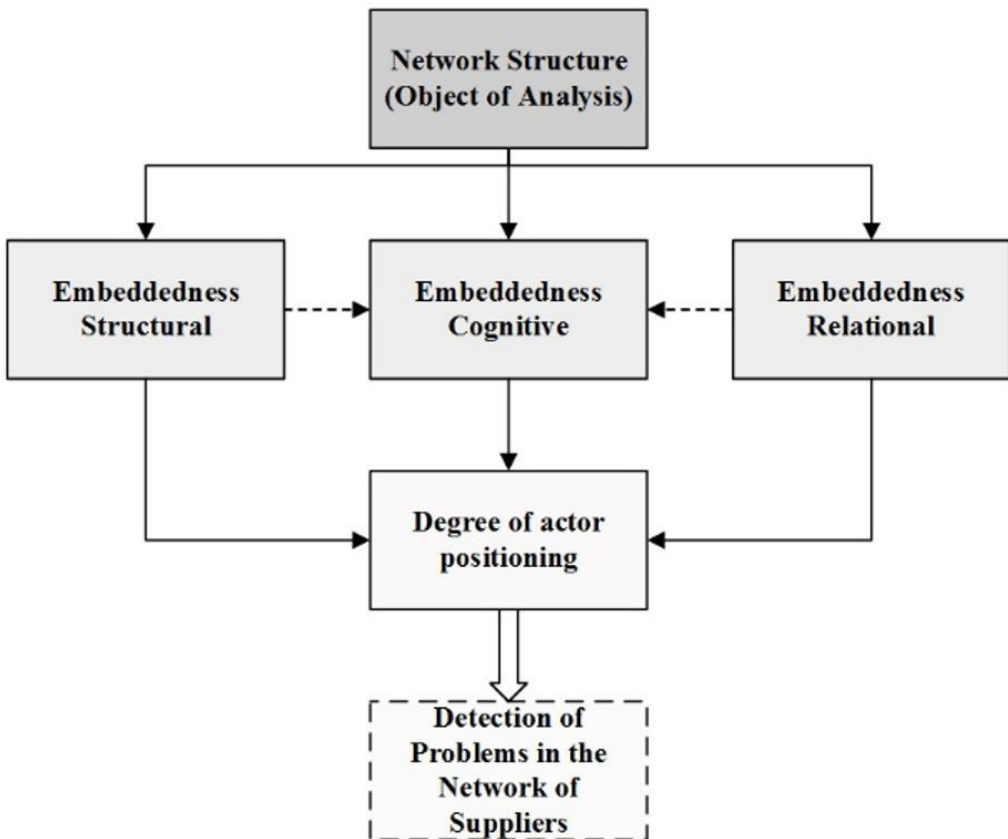 Network Structure
(Object of Analysis)
Embeddedness
Structural
Embeddedness
Cognitive
Embeddedness
Relational
Degree of actor
positioning
Detection of
Problems in the
Network of
Suppliers